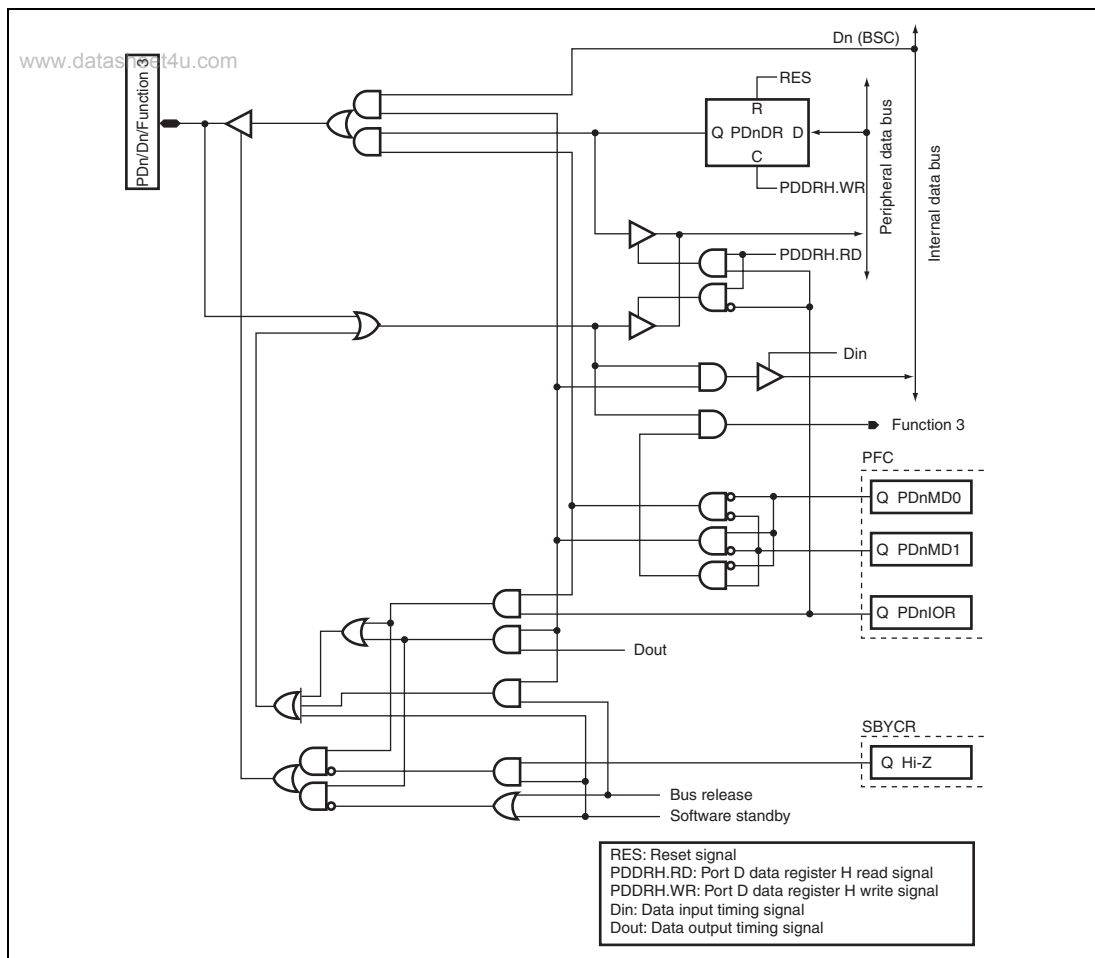 www.datasheet4u.com
PDn/Dn/Function 3
Dn (BSC)
RES
R
Q PDnDR D
C
PDDRH.WR
Peripheral data bus
Internal data bus
PDDRH.RD
Din
Function 3
PFC
Q PDnMD0
Q PDnMD1
Q PDnIOR
Dout
SBYCR
Q Hi-Z
Bus release
Software standby
RES: Reset signal
PDDRH.RD: Port D data register H read signal
PDDRH.WR: Port D data register H write signal
Din: Data input timing signal
Dout: Data output timing signal